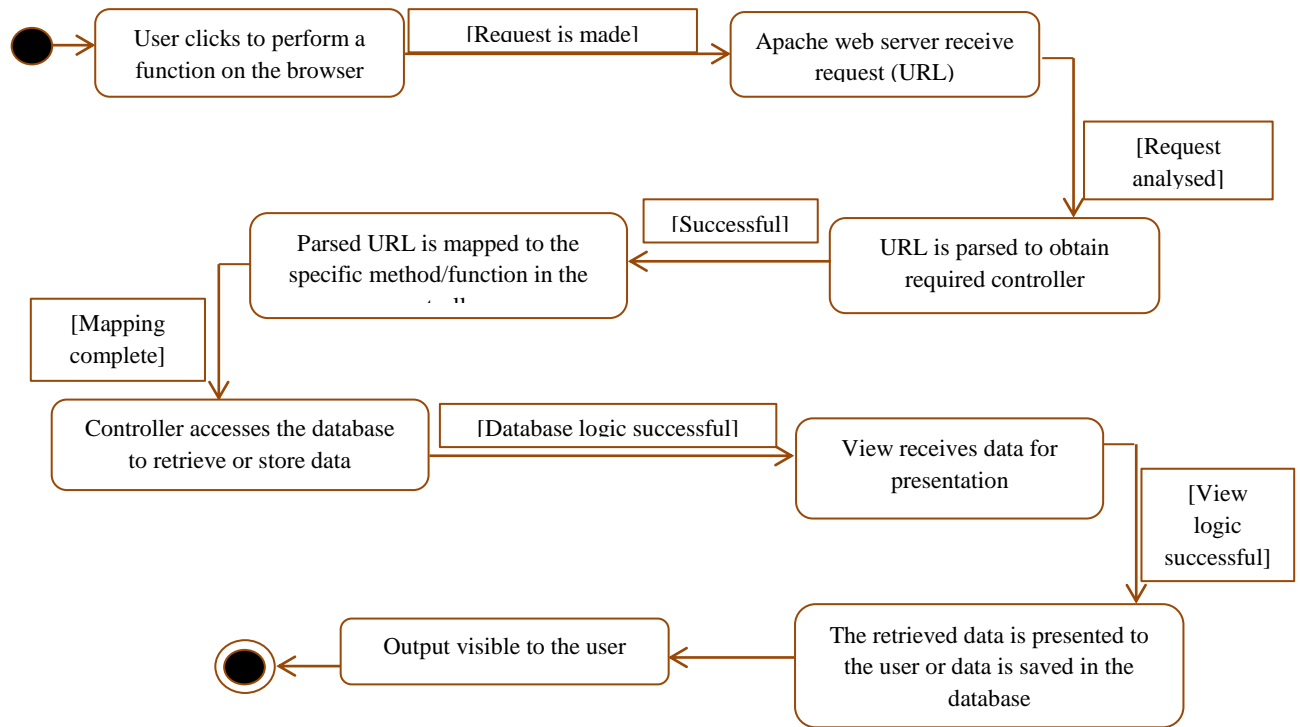 User clicks to perform a
function on the browser
[Request is made]
Apache web server receive
request (URL)
[Request
analysed]
URL is parsed to obtain
required controller
[Successful]
Parsed URL is mapped to the
specific method/function in the
[Mapping
complete]
Controller accesses the database
to retrieve or store data
[Database logic successful]
View receives data for
presentation
[View
logic
successful]
The retrieved data is presented to
the user or data is saved in the
database
Output visible to the user